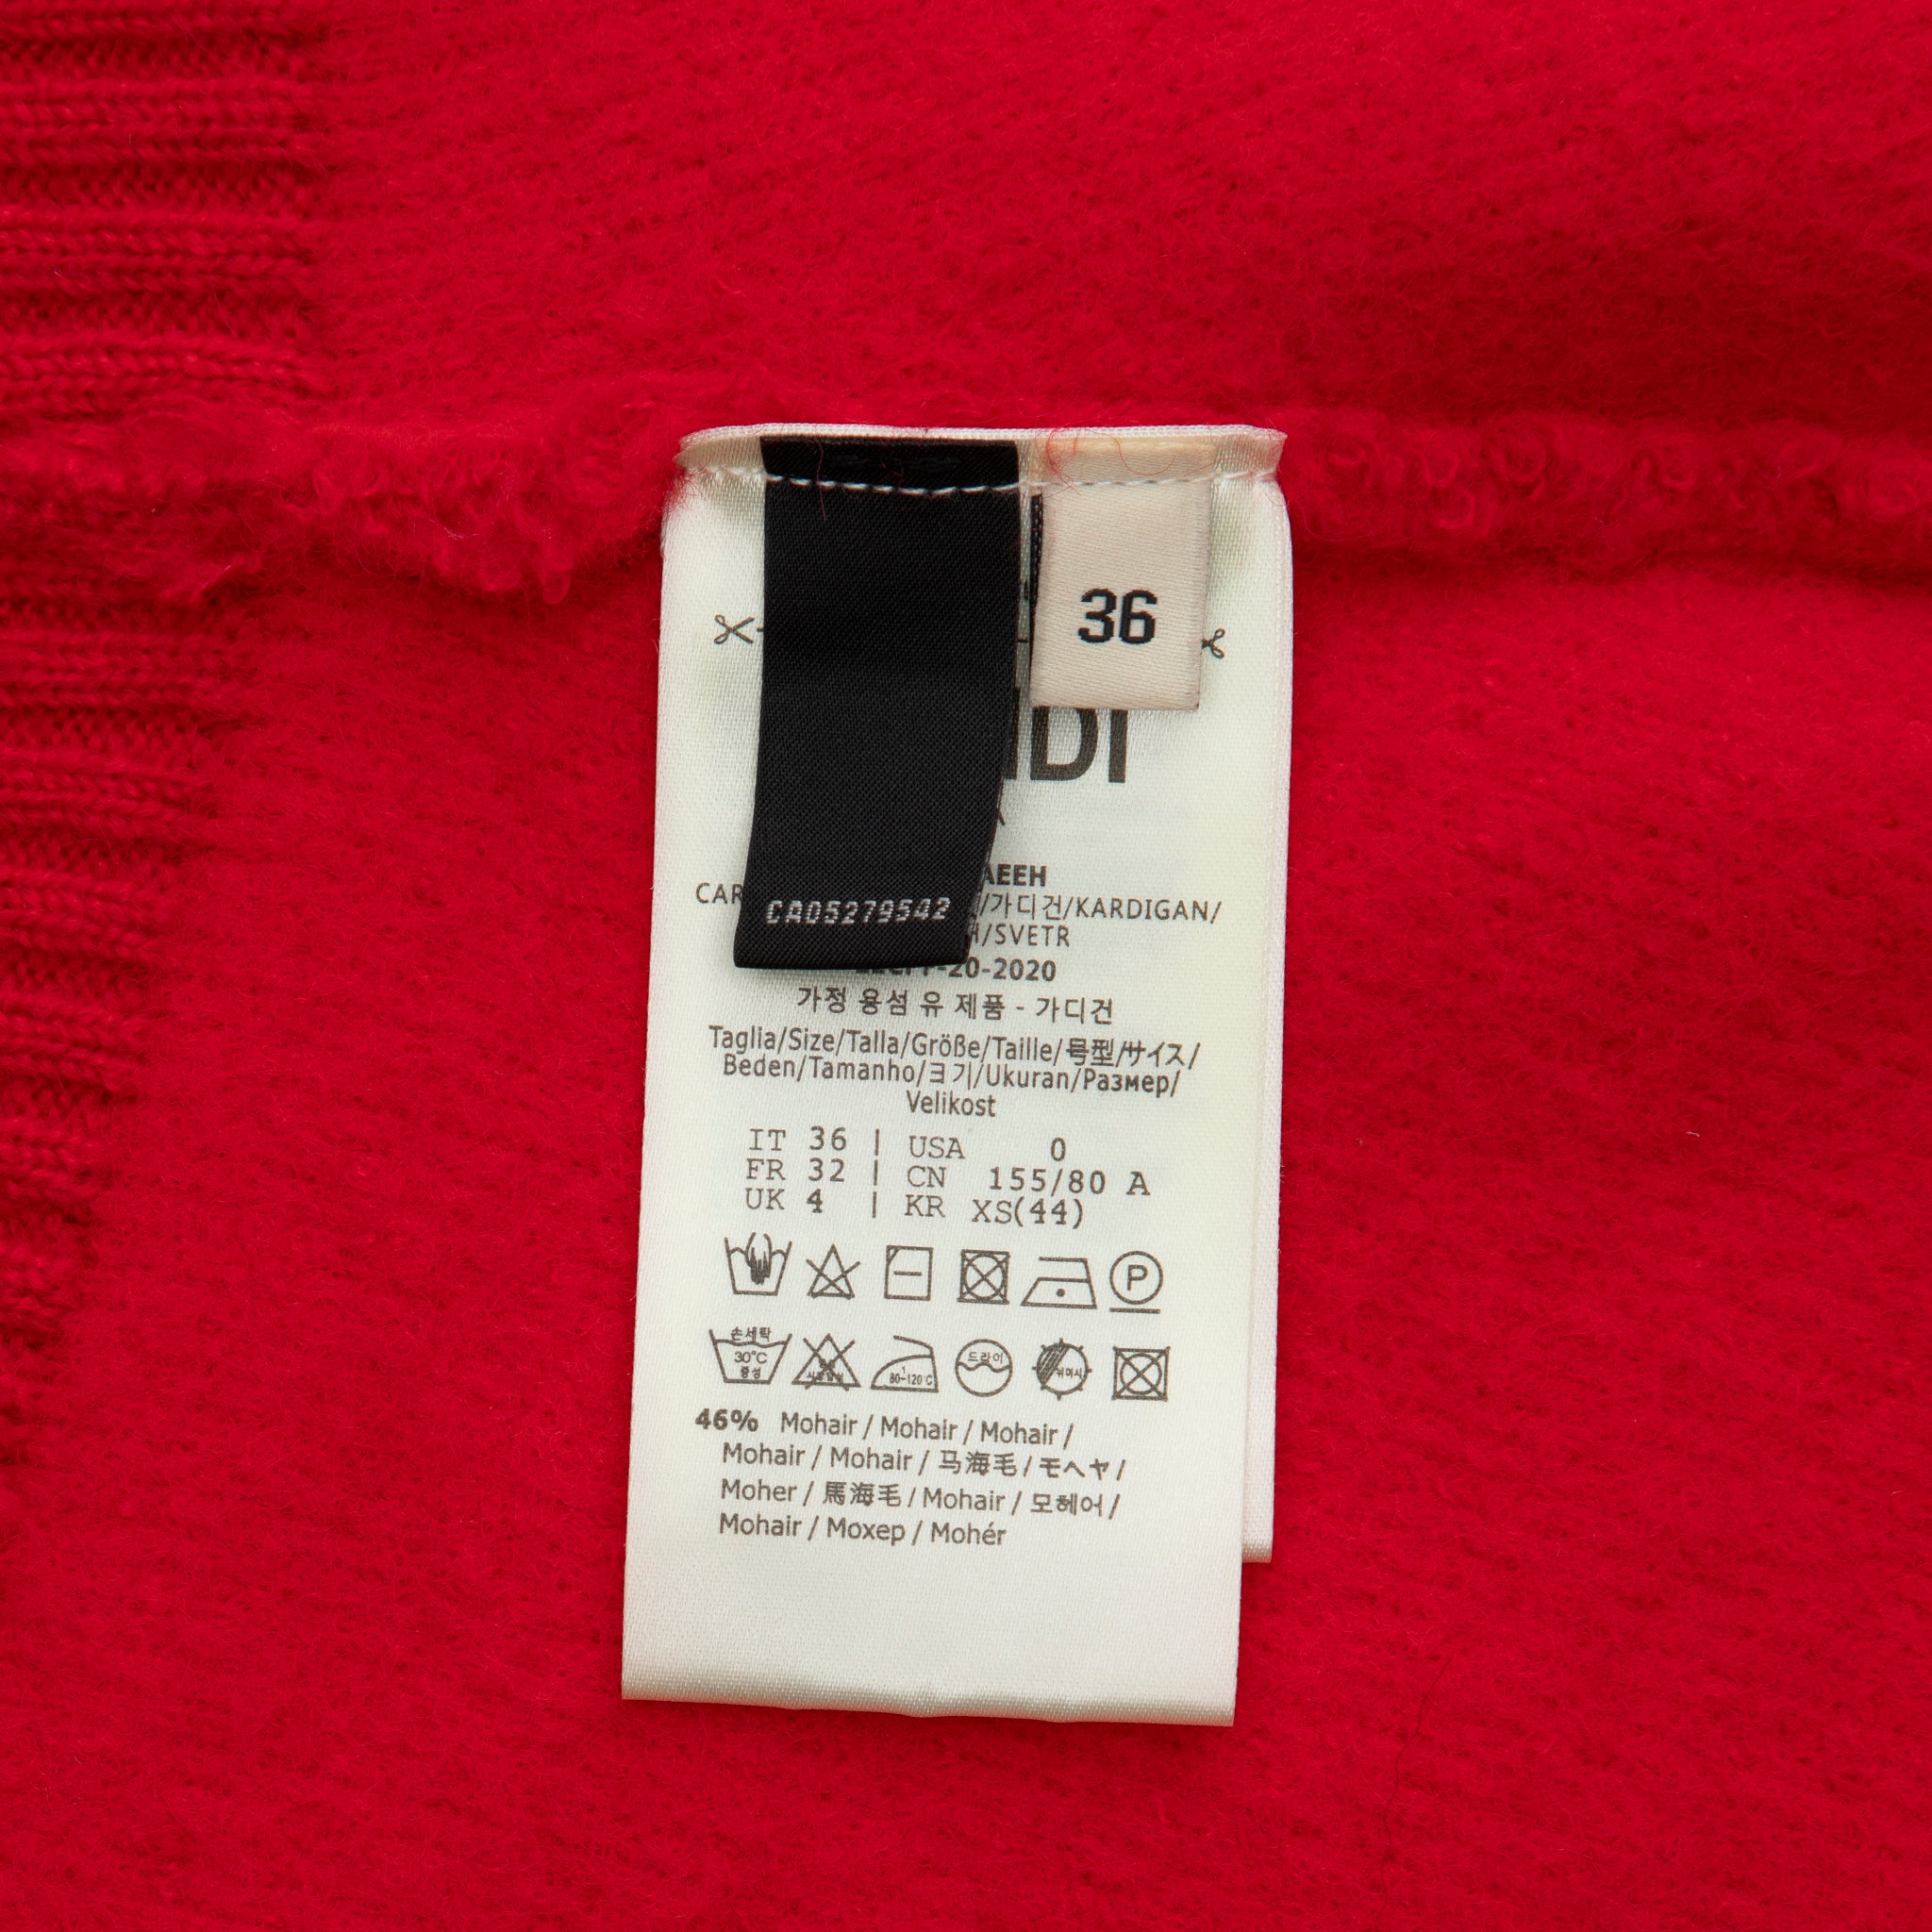 36
DI
AEEH
CAR
CA05279542
/가디건/KARDIGAN/
/SVETR
-20-2020
가정 용섬 유 제품 - 가디건
Taglia/Size/Talla/Größe/Taille/号型/サイズ/
Beden/Tamanho/ヨ기/Ukuran/Размер/
Velikost
IT 36 | USA 0
FR 32 | CN 155/80 A
UK 4 | KR XS(44)
P
손세탁
30°C
중성
80~120°C
드라이
46% Mohair / Mohair / Mohair /
Mohair / Mohair / 马海毛 / モヘヤ /
Moher / 馬海毛 / Mohair / 모헤어 /
Mohair / Мохер / Mohér